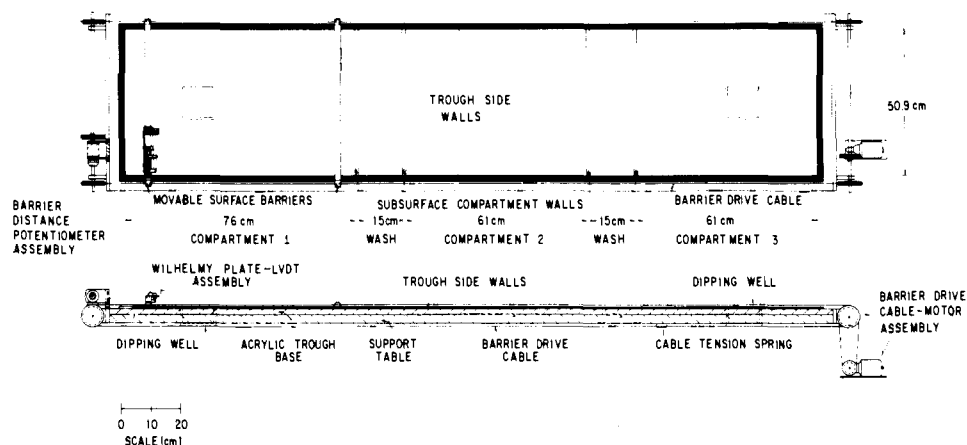 TROUGH SIDE
WALLS
50.9 cm
BARRIER
DISTANCE
POTENTIOMETER
ASSEMBLY
MOVABLE SURFACE BARRIERS
SUBSURFACE COMPARTMENT WALLS
BARRIER DRIVE CABLE
76 cm
15cm
61 cm
15cm
61 cm
COMPARTMENT 1
WASH
COMPARTMENT 2
WASH
COMPARTMENT 3
WILHELMY PLATE-LVDT
ASSEMBLY
TROUGH SIDE WALLS
DIPPING WELL
BARRIER DRIVE
CABLE-MOTOR
ASSEMBLY
DIPPING WELL
ACRYLIC TROUGH
BASE
SUPPORT
TABLE
BARRIER DRIVE
CABLE
CABLE TENSION SPRING
0 10 20
SCALE (cm)